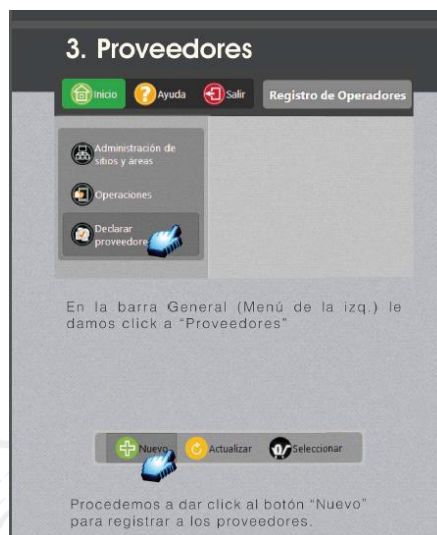 3. Proveedores
Inicio
Ayuda
Salir
Registro de Operadores
Administración de
sitios y áreas
Operaciones
Declarar
proveedore
En la barra General (Menú de la izq.) le
damos click a “Proveedores”
Nuevo
Actualizar
Seleccionar
Procedemos a dar click al botón “Nuevo”
para registrar a los proveedores.